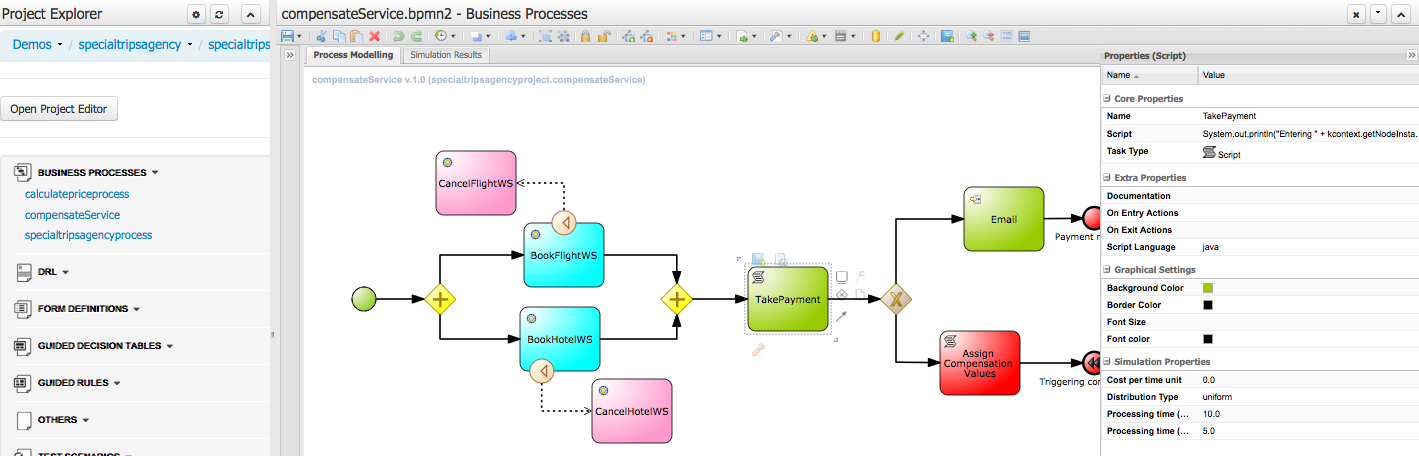 Project Explorer
Demos / specialtripsagency / specialtrips
Open Project Editor
BUSINESS PROCESSES
calculatepriceprocess
compensateService
specialtripsagencyprocess
DRL
FORM DEFINITIONS
GUIDED DECISION TABLES
GUIDED RULES
OTHERS
TEST SCENARIOS
compensateService.bpmn2 - Business Processes
Process Modelling
Simulation Results
compensateService v.1.0 (specialtripsagencyproject.compensateService)
CancelFlightWS
BookFlightWS
BookHotelWS
CancelHotelWS
TakePayment
Email
Payment
Assign
Compensation
Values
Triggering
Properties (Script)
Name Value
Core Properties
Name TakePayment
Script System.out.println("Entering " + kcontext.getNodeInsta...
Task Type Script
Extra Properties
Documentation
On Entry Actions
On Exit Actions
Script Language java
Graphical Settings
Background Color
Border Color
Font Size
Font color
Simulation Properties
Cost per time unit 0.0
Distribution Type uniform
Processing time (... 10.0
Processing time (... 5.0